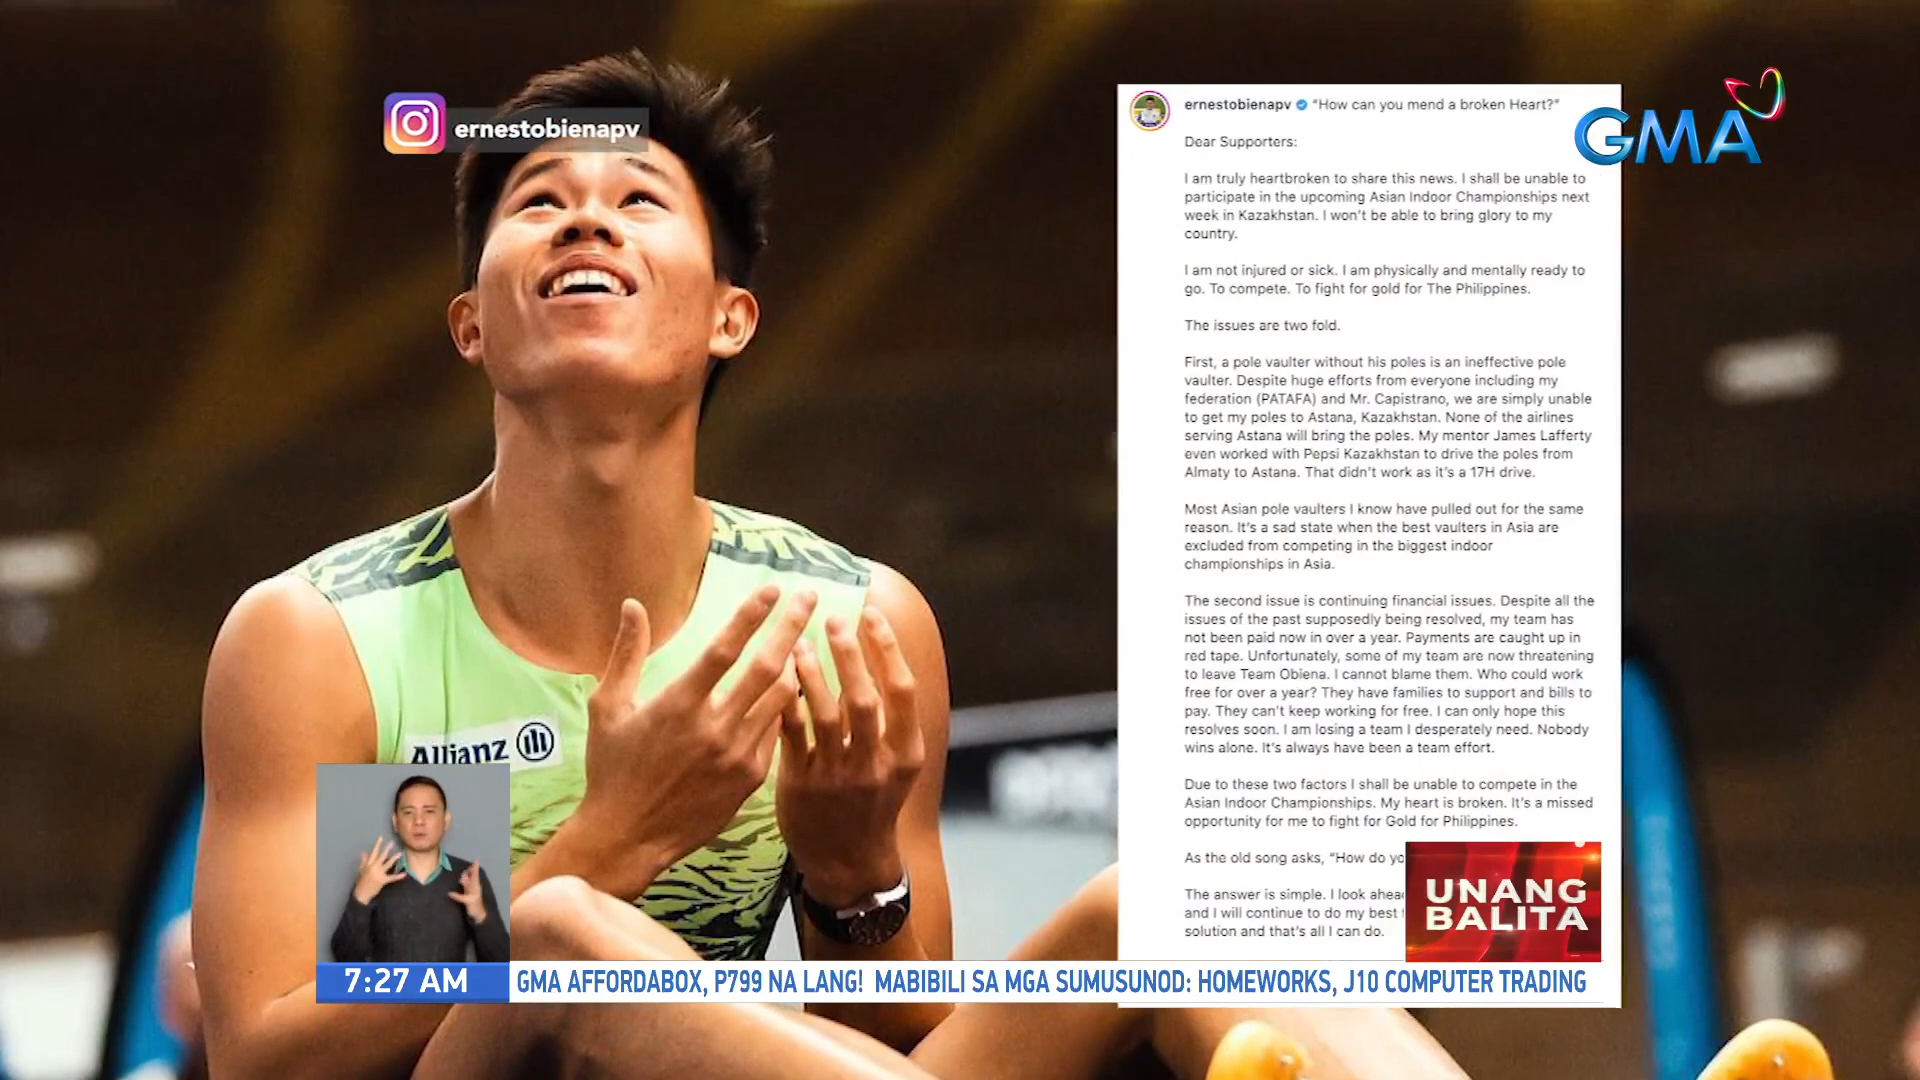 ernestobienapv
ernestobienapv "How can you mend a broken Heart?"
Dear Supporters:
I am truly heartbroken to share this news. I shall be unable to
participate in the upcoming Asian Indoor Championships next
week in Kazakhstan. I won't be able to bring glory to my
country.
I am not injured or sick. I am physically and mentally ready to
go. To compete. To fight for gold for The Philippines.
The issues are two fold.
First, a pole vaulter without his poles is an ineffective pole
vaulter. Despite huge efforts from everyone including my
federation (PATAFA) and Mr. Capistrano, we are simply unable
to get my poles to Astana, Kazakhstan. None of the airlines
serving Astana will bring the poles. My mentor James Lafferty
even worked with Pepsi Kazakhstan to drive the poles from
Almaty to Astana. That didn't work as it's a 17H drive.
Most Asian pole vaulters I know have pulled out for the same
reason. It's a sad state when the best vaulters in Asia are
excluded from competing in the biggest indoor
championships in Asia.
The second issue is continuing financial issues. Despite all the
issues of the past supposedly being resolved, my team has
not been paid now in over a year. Payments are caught up in
red tape. Unfortunately, some of my team are now threatening
to leave Team Obiena. I cannot blame them. Who could work
free for over a year? They have families to support and bills to
pay. They can't keep working for free. I can only hope this
resolves soon. I am losing a team I desperately need. Nobody
wins alone. It's always have been a team effort.
Due to these two factors I shall be unable to compete in the
Asian Indoor Championships. My heart is broken. It's a missed
opportunity for me to fight for Gold for Philippines.
As the old song asks, "How do yo
The answer is simple. I look ahead
and I will continue to do my best
solution and that's all I can do.
GMA
Allianz
UNANG
BALITA
7:27 AM
GMA AFFORDABOX, P799 NA LANG! MABIBILI SA MGA SUMUSUNOD: HOMEWORKS, J10 COMPUTER TRADING